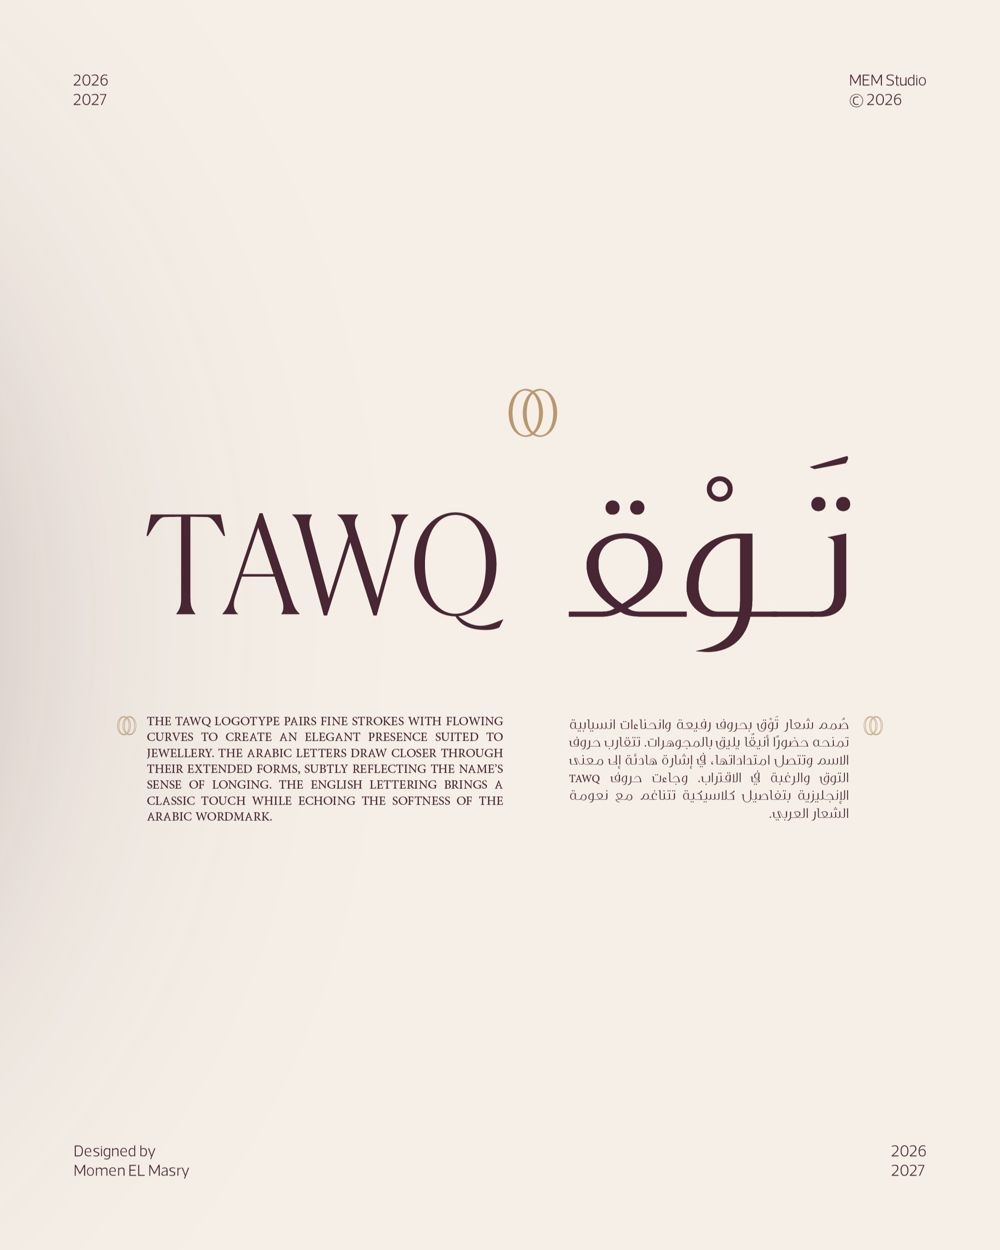 2026
2027
MEM Studio
© 2026
TAWQ
تَوْق
THE TAWQ LOGOTYPE PAIRS FINE STROKES WITH FLOWING
CURVES TO CREATE AN ELEGANT PRESENCE SUITED TO
JEWELLERY. THE ARABIC LETTERS DRAW CLOSER THROUGH
THEIR EXTENDED FORMS, SUBTLY REFLECTING THE NAME'S
SENSE OF LONGING. THE ENGLISH LETTERING BRINGS A
CLASSIC TOUCH WHILE ECHOING THE SOFTNESS OF THE
ARABIC WORDMARK.
صُمم شعار تَوْق بحروف رفيعة وانحناءات انسيابية
تمنحه حضورًا أنيقًا يليق بالمجوهرات. تتقارب حروف
الاسم وتتصل امتداداتها، في إشارة هادئة إلى معنى
التوق والرغبة في الاقتراب. وجاءت حروف TAWQ
الإنجليزية بتفاصيل كلاسيكية تتناغم مع نعومة
الشعار العربي.
Designed by
Momen EL Masry
2026
2027